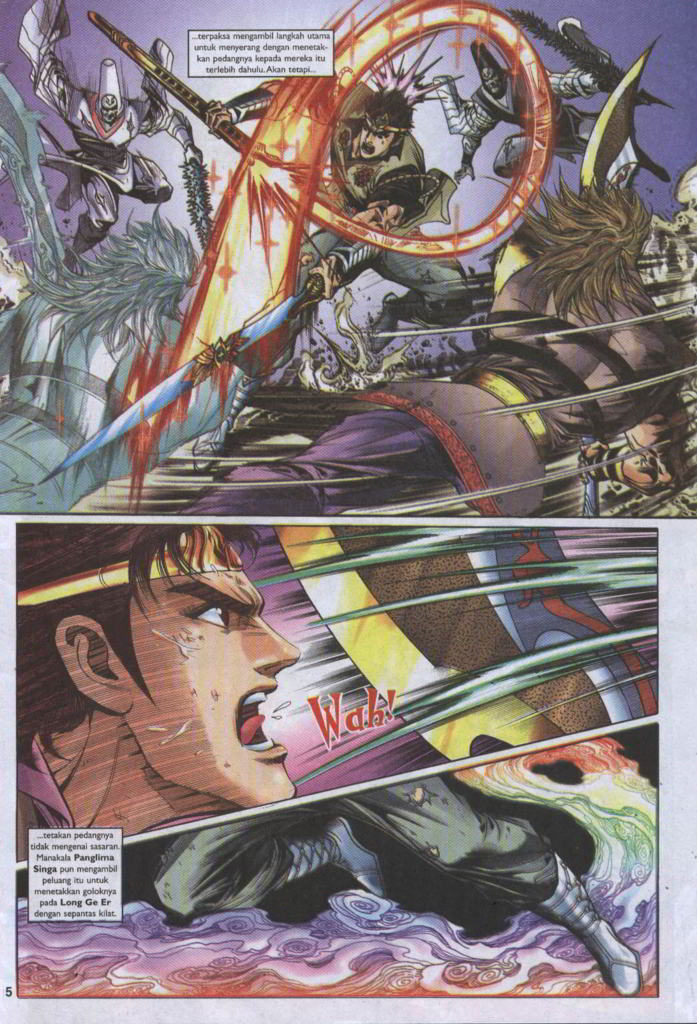 ...terpaksa mengambil langkah utama
untuk menyerang dengan menetak-
kan pedangnya kepada mereka itu
terlebih dahulu. Akan tetapi...
Wah!
...tetakan pedangnya
tidak mengenai sasaran.
Manakala Panglima
Singa pun mengambil
peluang itu untuk
menetakkan goloknya
pada Long Ge Er
dengan sepantas kilat.
5